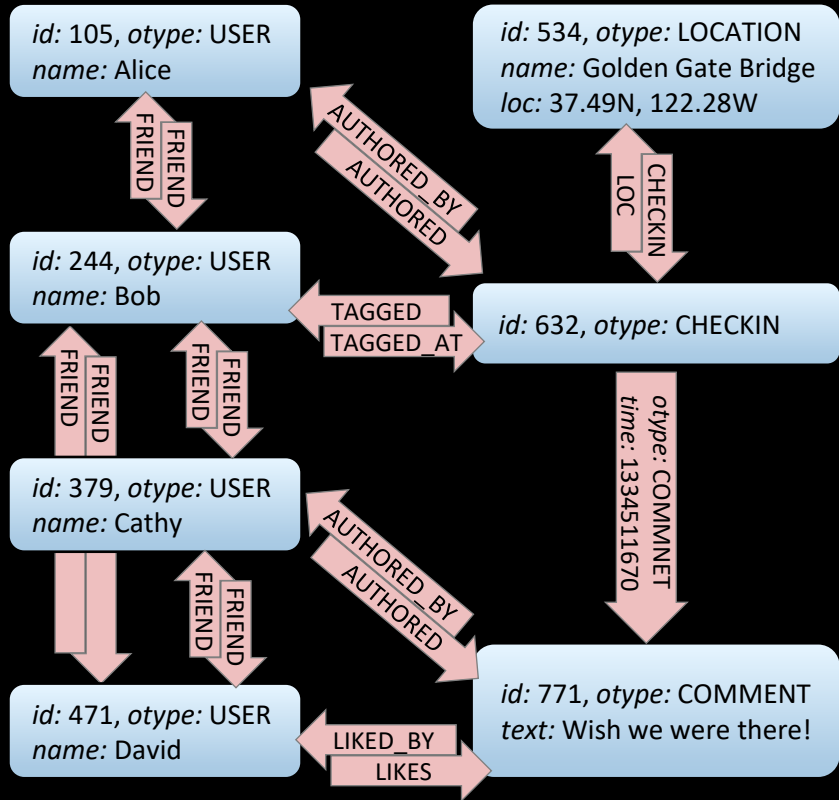 id: 105, otype: USER
name: Alice
id: 534, otype: LOCATION
name: Golden Gate Bridge
loc: 37.49N, 122.28W
FRIEND
FRIEND
AUTHORED_BY
AUTHORED
CHECKIN
LOC
id: 244, otype: USER
name: Bob
TAGGED
TAGGED_AT
id: 632, otype: CHECKIN
FRIEND
FRIEND
FRIEND
FRIEND
otype: COMMNET
time: 1334511670
id: 379, otype: USER
name: Cathy
AUTHORED_BY
AUTHORED
FRIEND
FRIEND
id: 471, otype: USER
name: David
LIKED_BY
LIKES
id: 771, otype: COMMENT
text: Wish we were there!